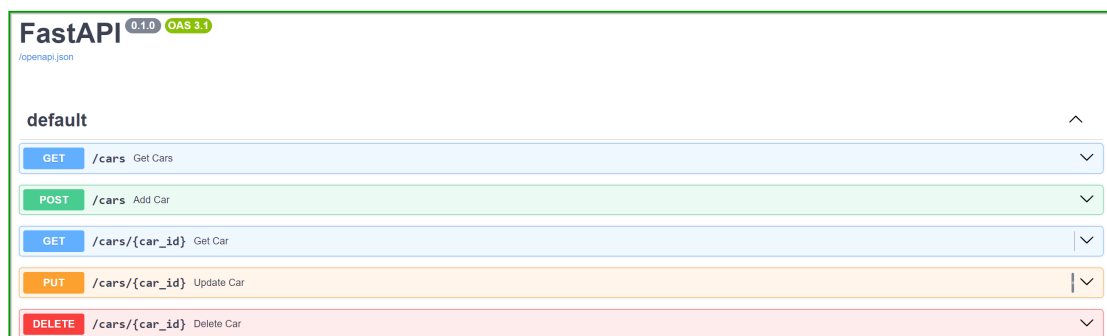 FastAPI 0.1.0 OAS 3.1
/openapi.json
default
GET /cars Get Cars
POST /cars Add Car
GET /cars/{car_id} Get Car
PUT /cars/{car_id} Update Car
DELETE /cars/{car_id} Delete Car